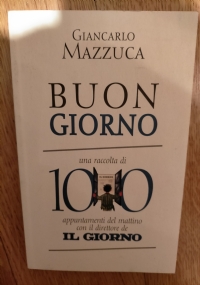 GIANCARLO
MAZZUCA
BUON
GIORNO
una raccolta di
1000
appuntamenti del mattino
con il direttore de
IL GIORNO